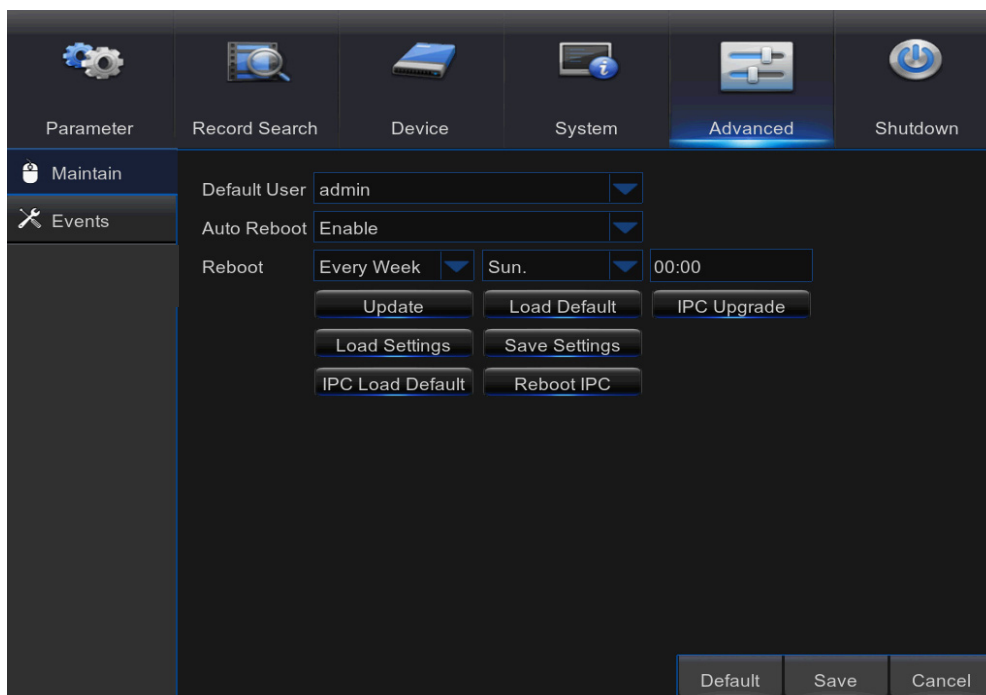 Parameter Record Search Device System Advanced Shutdown
Maintain
Events
Default User admin
Auto Reboot Enable
Reboot Every Week Sun. 00:00
Update Load Default IPC Upgrade
Load Settings Save Settings
IPC Load Default Reboot IPC
Default Save Cancel